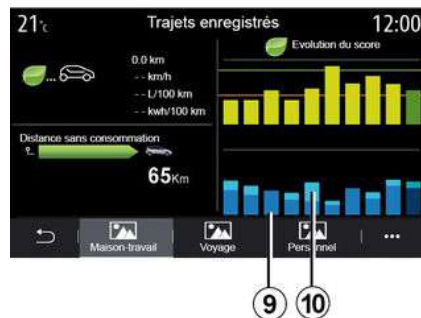 21°c
Trajets enregistrés
12:00
Evolution du score
0.0 km
-- km/h
-- L/100 km
-- kwh/100 km
Distance sans consommation
65Km
Maison-travail
Voyage
Personnel
9
10